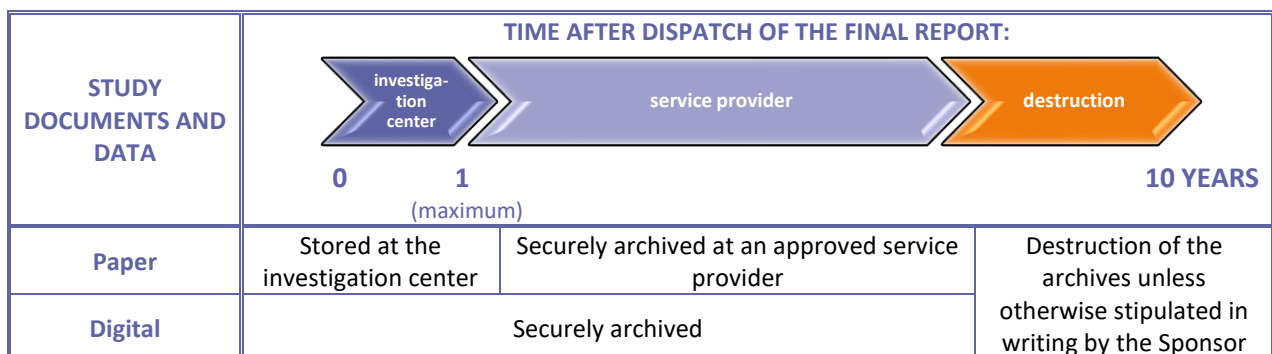 STUDY
DOCUMENTS AND
DATA
TIME AFTER DISPATCH OF THE FINAL REPORT:
investiga-
tion
center
service provider
destruction
0
1
(maximum)
10 YEARS
Paper
Stored at the
investigation center
Securely archived at an approved service
provider
Destruction of the
archives unless
otherwise stipulated in
writing by the Sponsor
Digital
Securely archived